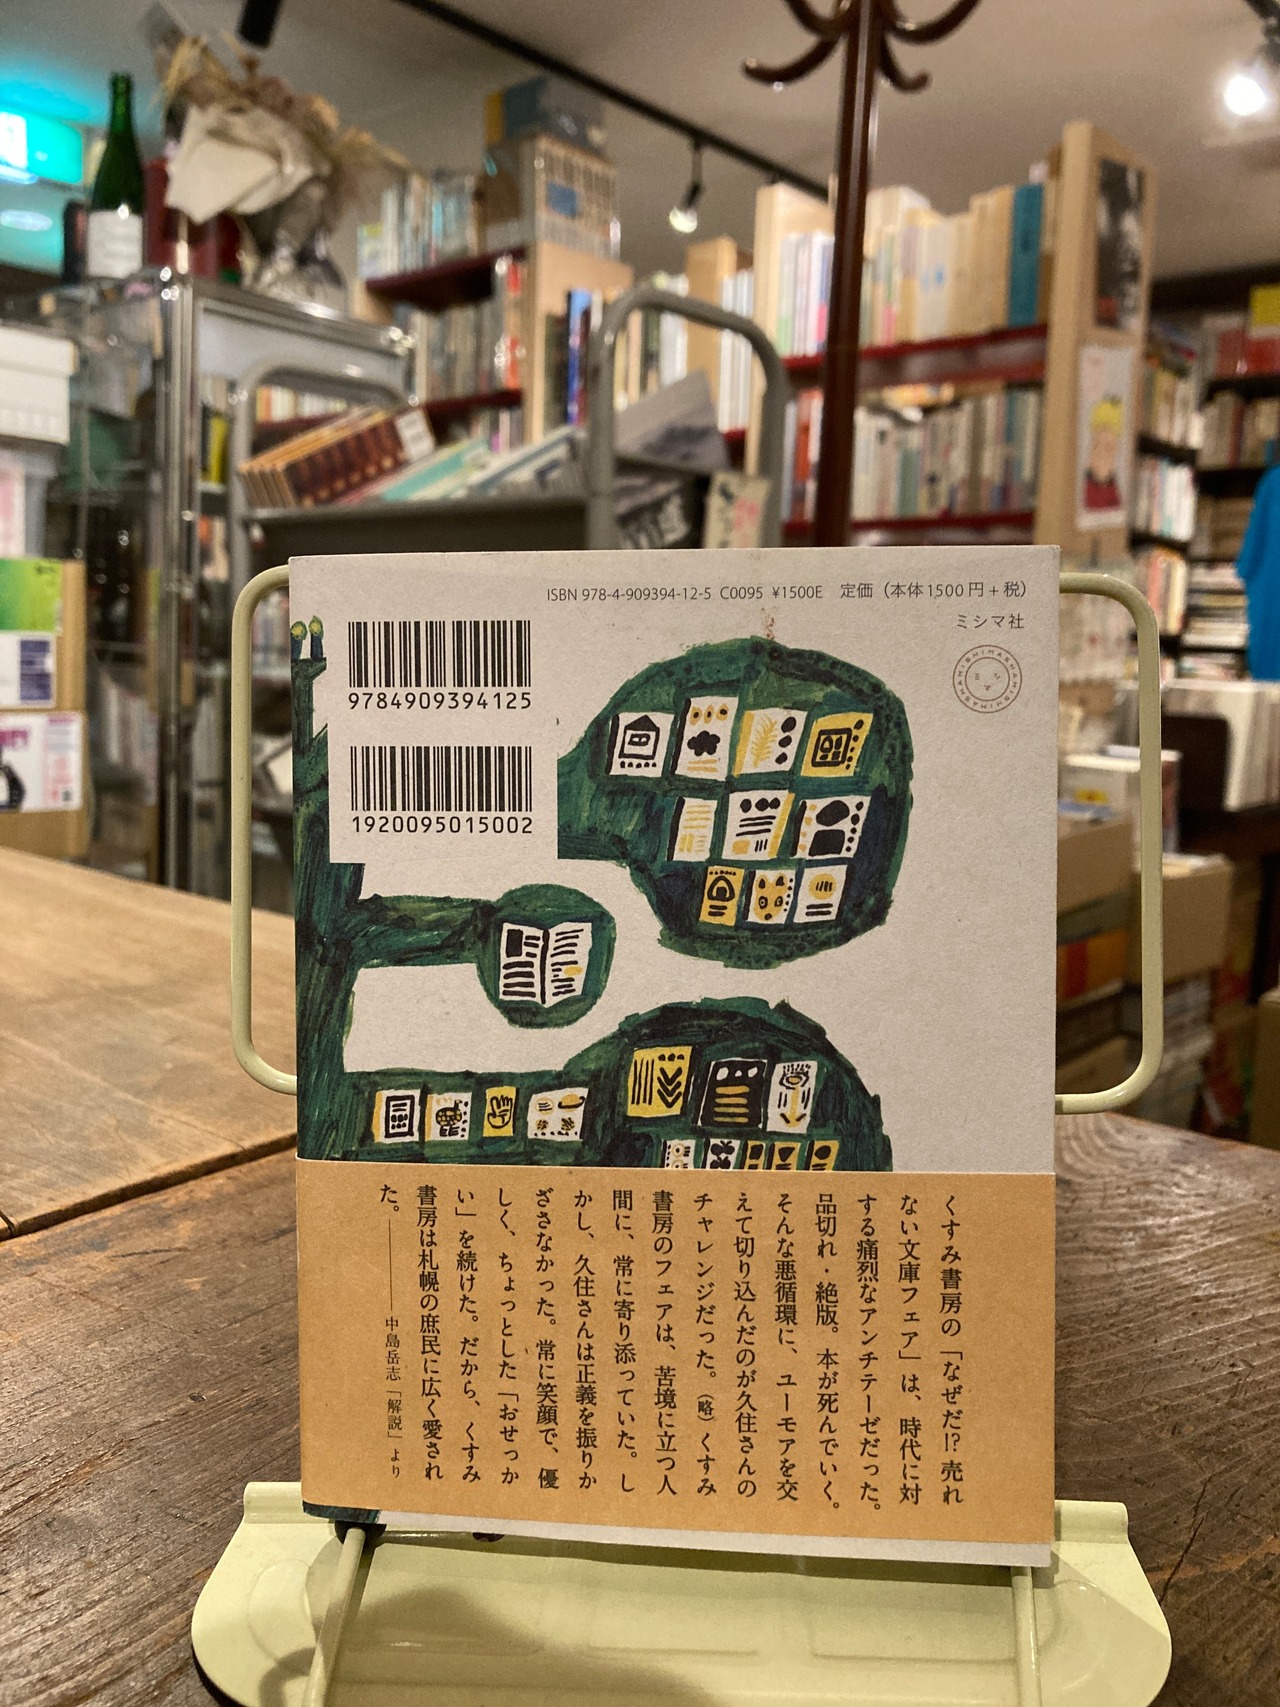 ISBN 978-4-909394-12-5 C0095 ¥1500E 定価（本体1500円＋税）
ミシマ社
MISHIMASHA MISHIMASHA
ミシマ
9784909394125
1920095015002
くすみ書房の「なぜだ!? 売れ
ない文庫フェア」は、時代に対
する痛烈なアンチテーゼだった。
品切れ・絶版。本が死んでいく。
そんな悪循環に、ユーモアを交
えて切り込んだのが久住さんの
チャレンジだった。（略）くすみ
書房のフェアは、苦境に立つ人
間に、常に寄り添っていた。し
かし、久住さんは正義を振りか
ざさなかった。常に笑顔で、優
しく、ちょっとした「おせっか
い」を続けた。だから、くすみ
書房は札幌の庶民に広く愛され
た。――中島岳志「解説」より